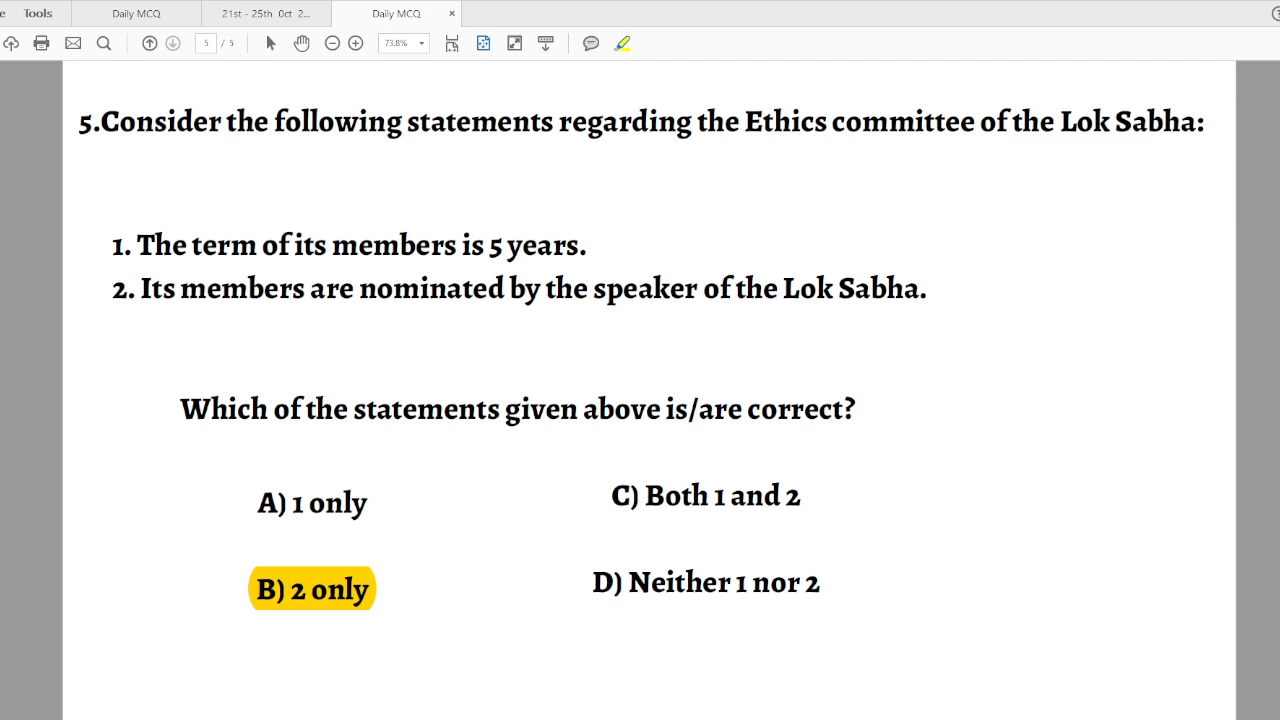 e Tools Daily MCQ 21st - 25th Oct 2... Daily MCQ ×
5 / 5 73.8%
5.Consider the following statements regarding the Ethics committee of the Lok Sabha:
1. The term of its members is 5 years.
2. Its members are nominated by the speaker of the Lok Sabha.
Which of the statements given above is/are correct?
A) 1 only
C) Both 1 and 2
B) 2 only
D) Neither 1 nor 2